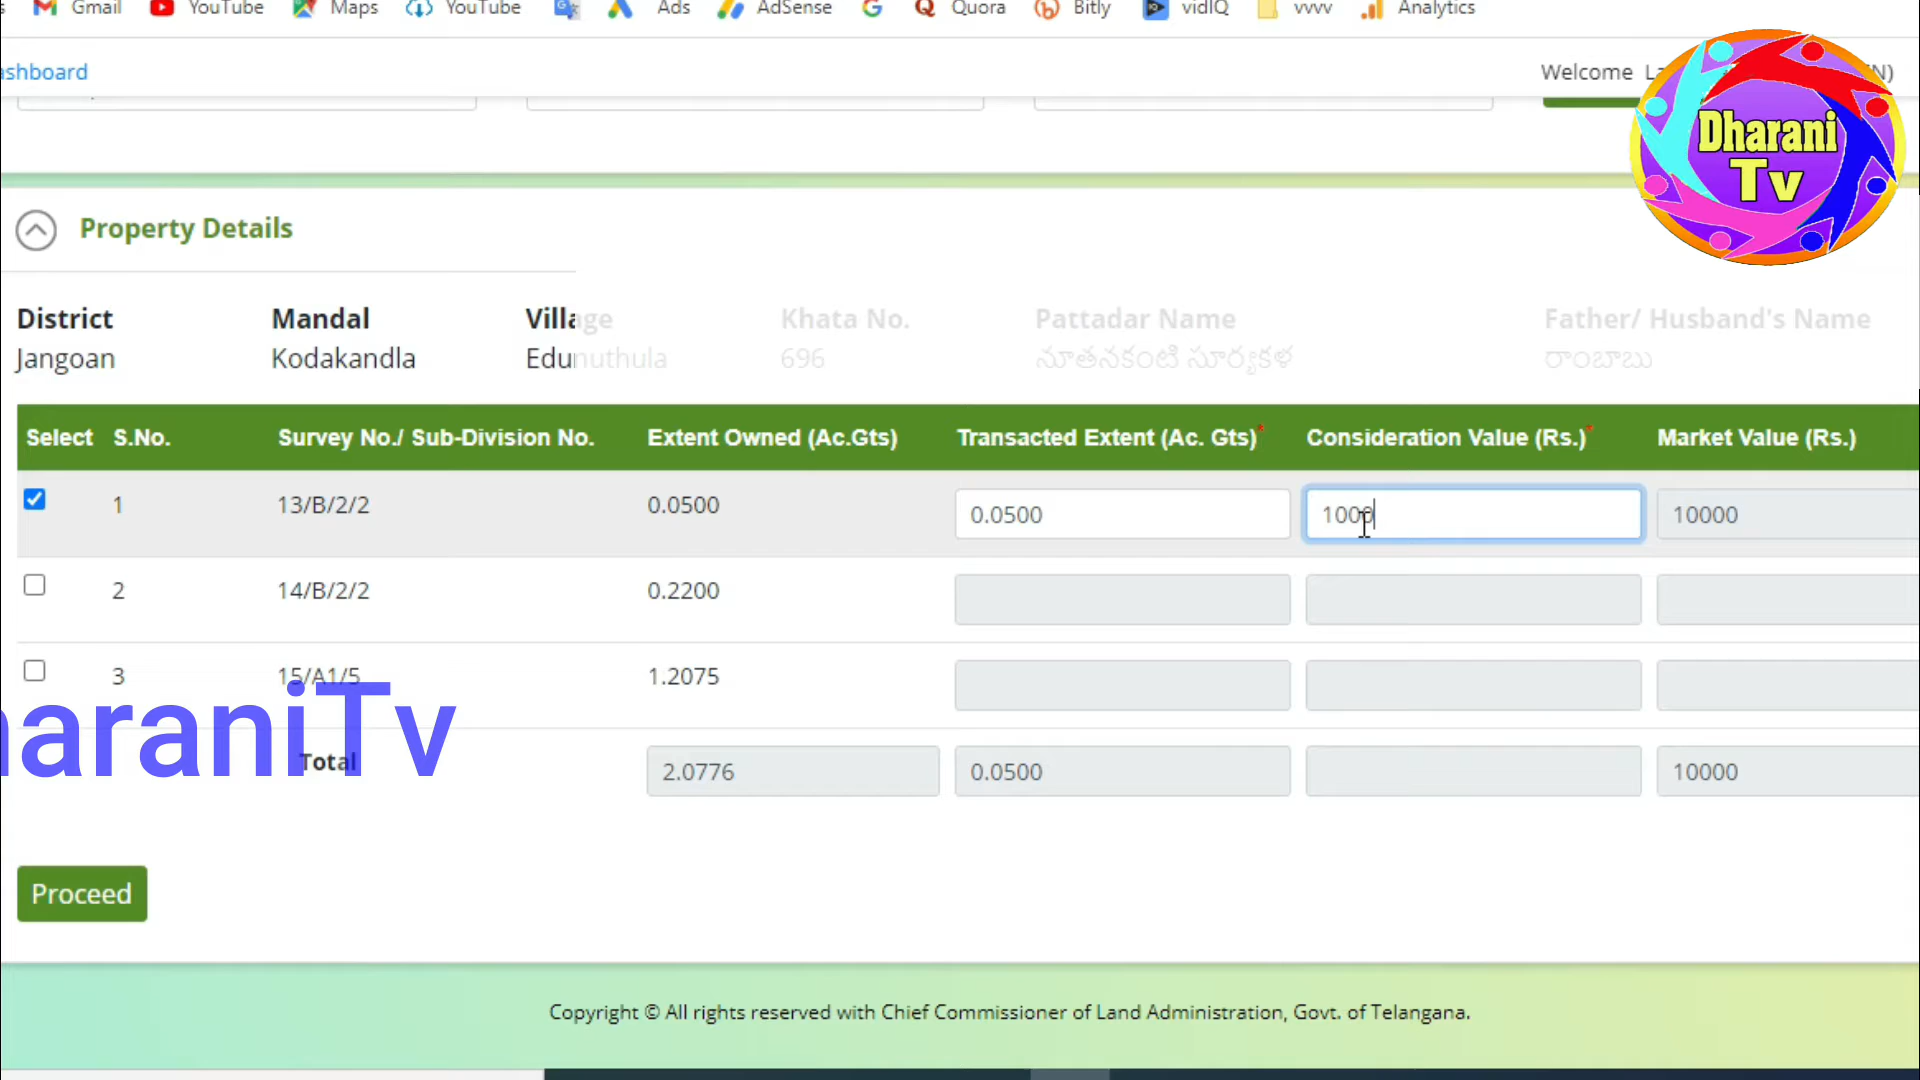 Gmail YouTube Maps YouTube Ads AdSense Quora Bitly vidIQ vvvv Analytics
ashboard
Welcome
N)
Dharani
Tv
Property Details
District Mandal Village Khata No. Pattadar Name Father/ Husband's Name
Jangoan Kodakandla Edunuthula 696 నూతనకంటి సూర్యకళ రాంబాబు
Select S.No. Survey No./ Sub-Division No. Extent Owned (Ac.Gts) Transacted Extent (Ac. Gts)* Consideration Value (Rs.)* Market Value (Rs.)
1 13/B/2/2 0.0500 0.0500 1000 10000
2 14/B/2/2 0.2200
3 15/A1/5 1.2075
haraniTv
Total 2.0776 0.0500 10000
Proceed
Copyright © All rights reserved with Chief Commissioner of Land Administration, Govt. of Telangana.